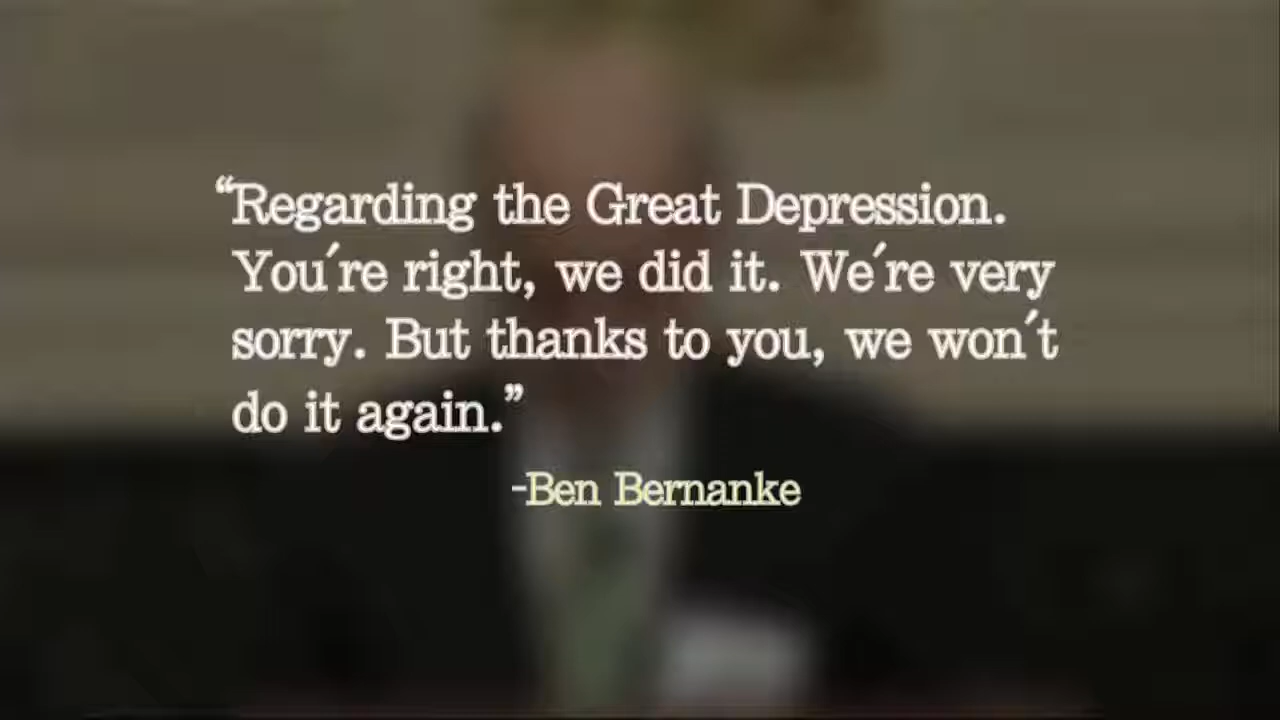 “Regarding the Great Depression.
You´re right, we did it. We´re very
sorry. But thanks to you, we won´t
do it again.”
-Ben Bernanke